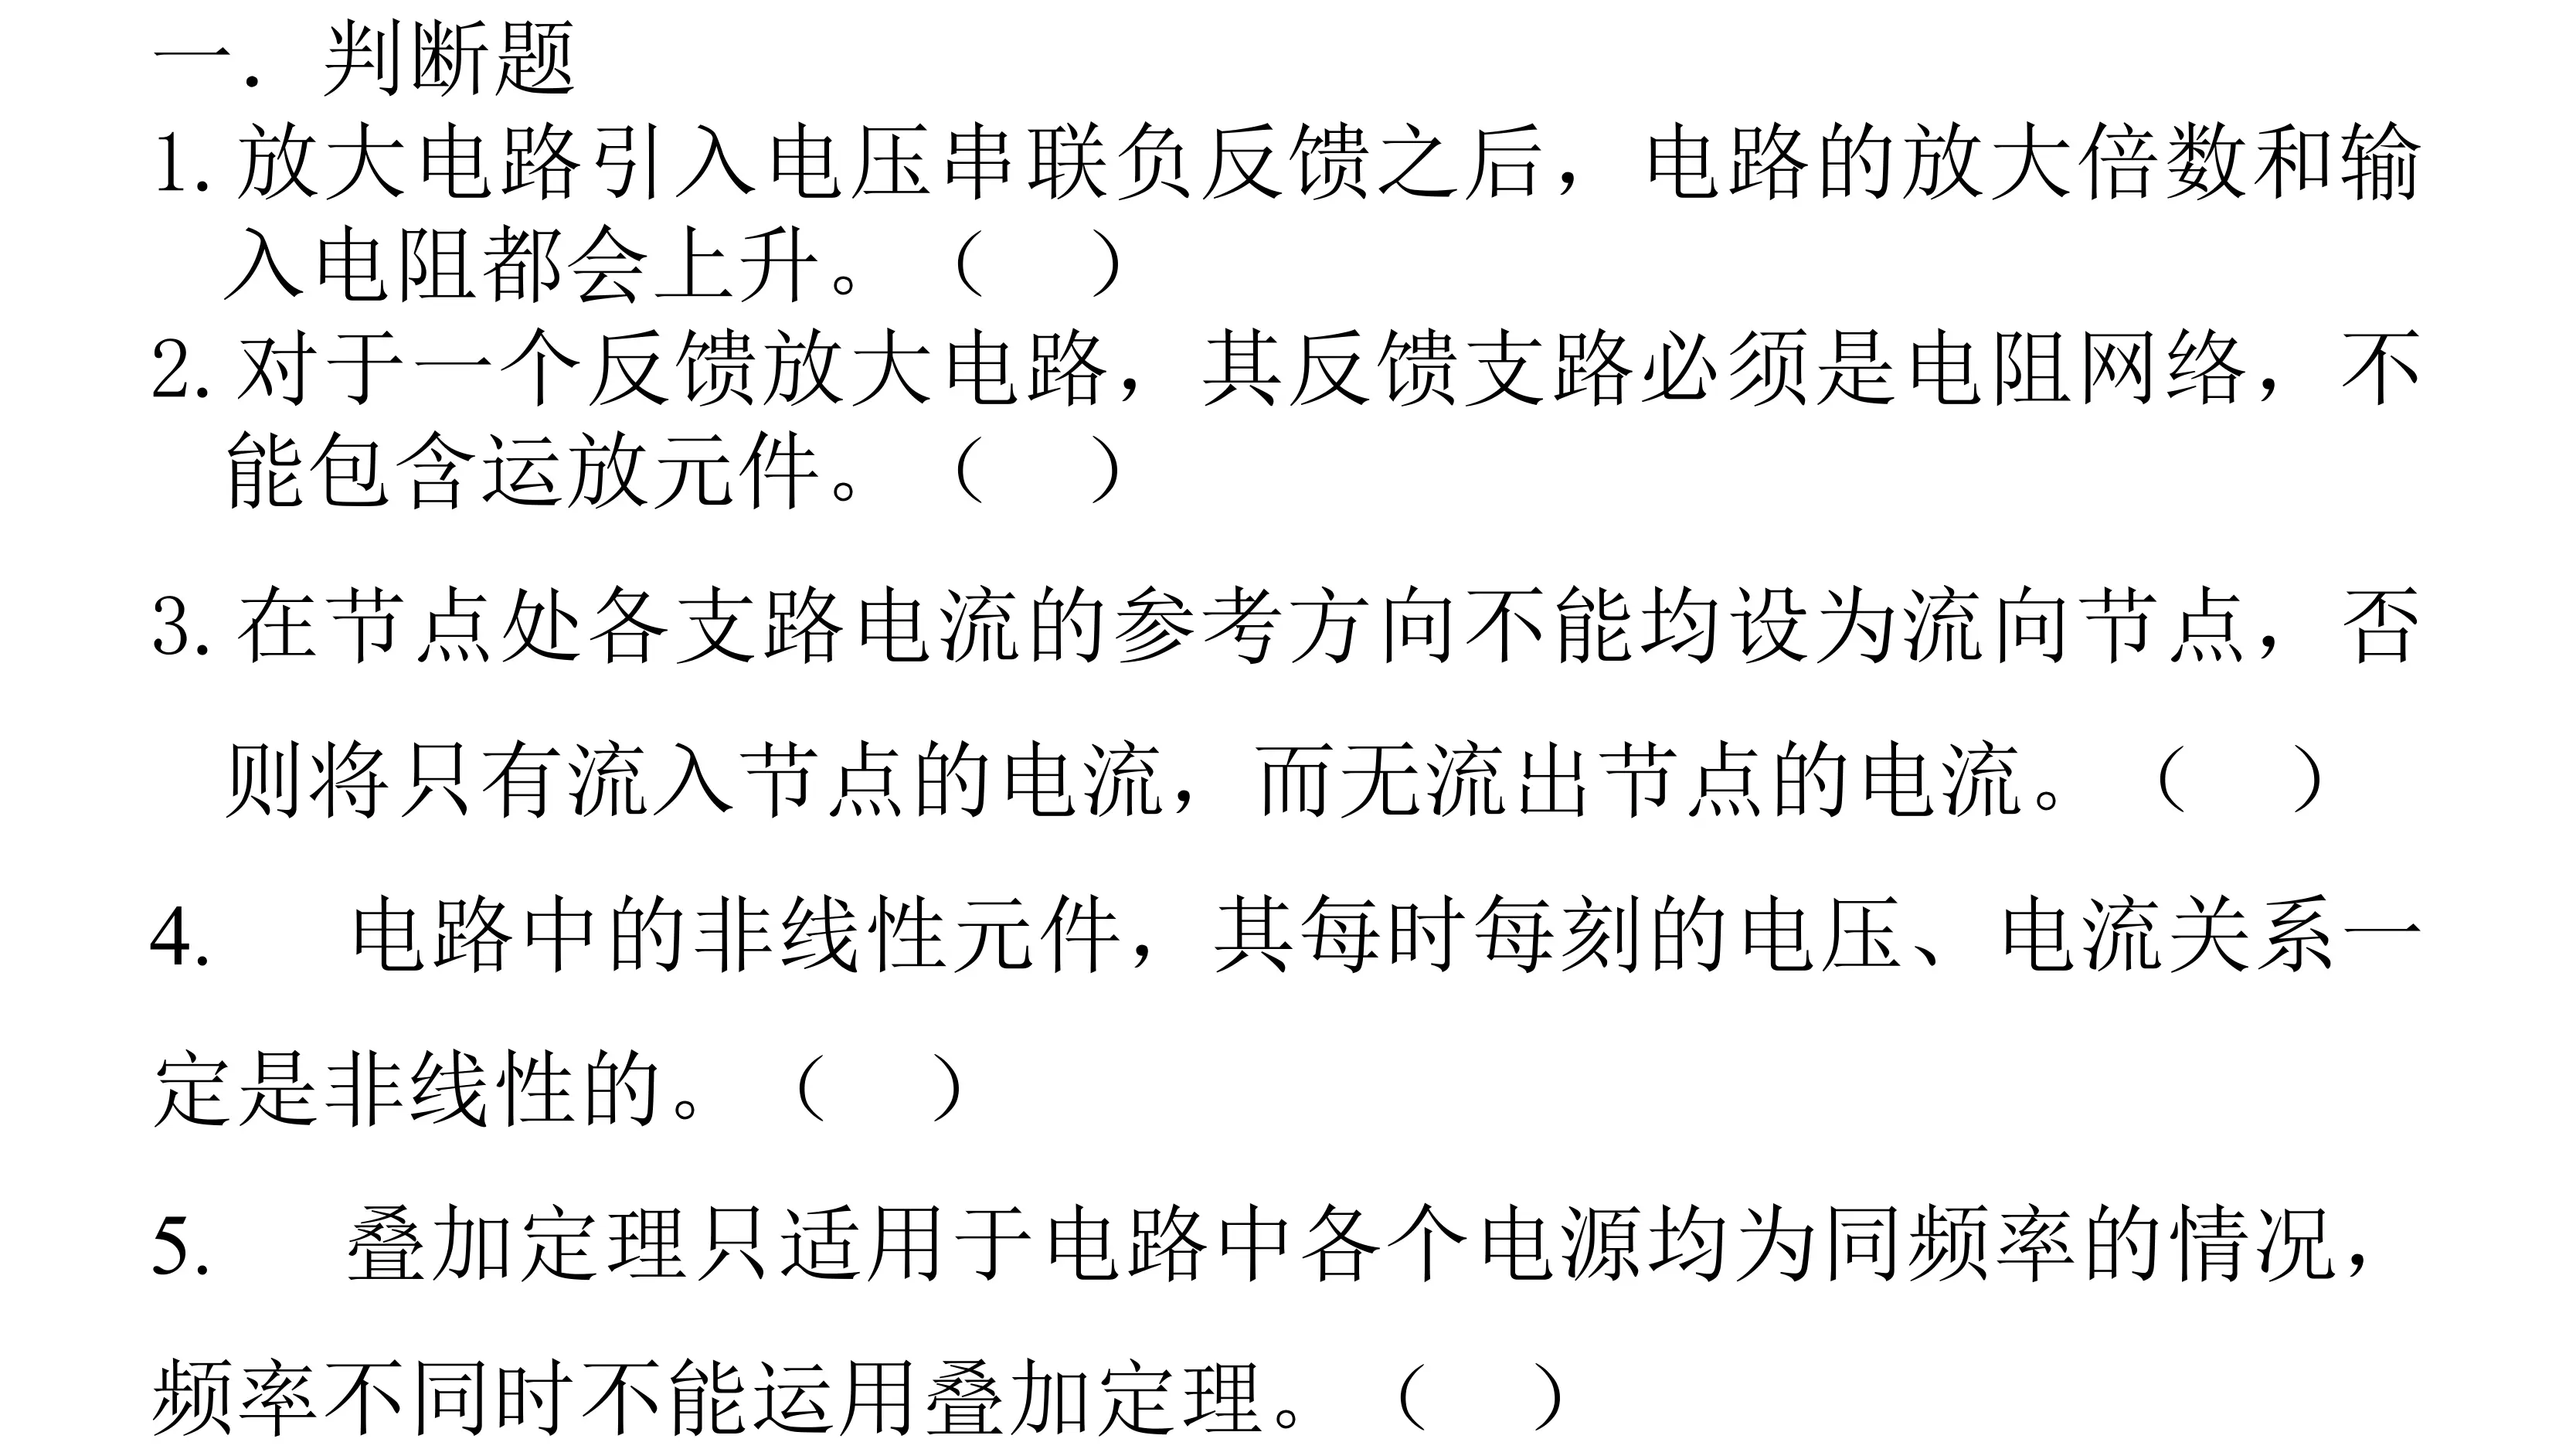 一．判断题
1.放大电路引入电压串联负反馈之后，电路的放大倍数和输
入电阻都会上升。（　）
2.对于一个反馈放大电路，其反馈支路必须是电阻网络，不
能包含运放元件。（　）
3.在节点处各支路电流的参考方向不能均设为流向节点，否
则将只有流入节点的电流，而无流出节点的电流。（　）
4.　电路中的非线性元件，其每时每刻的电压、电流关系一
定是非线性的。（　）
5.　叠加定理只适用于电路中各个电源均为同频率的情况，
频率不同时不能运用叠加定理。（　）